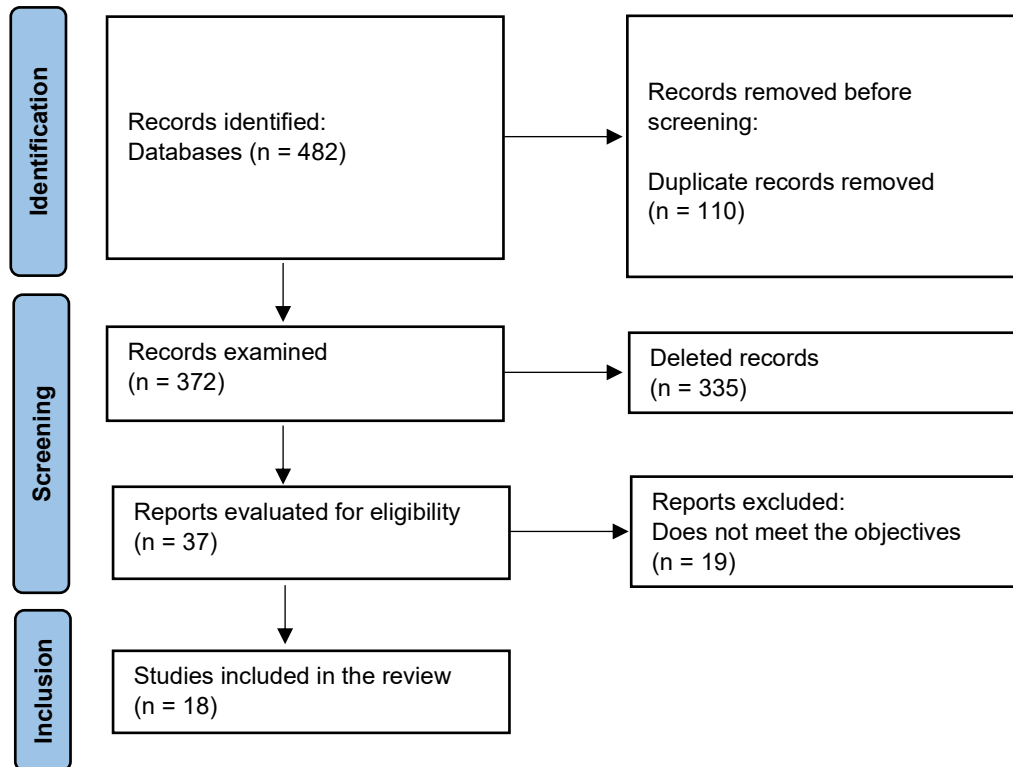 Identification
Records identified:
Databases (n = 482)
Records removed before
screening:
Duplicate records removed
(n = 110)
Screening
Records examined
(n = 372)
Deleted records
(n = 335)
Reports evaluated for eligibility
(n = 37)
Reports excluded:
Does not meet the objectives
(n = 19)
Inclusion
Studies included in the review
(n = 18)